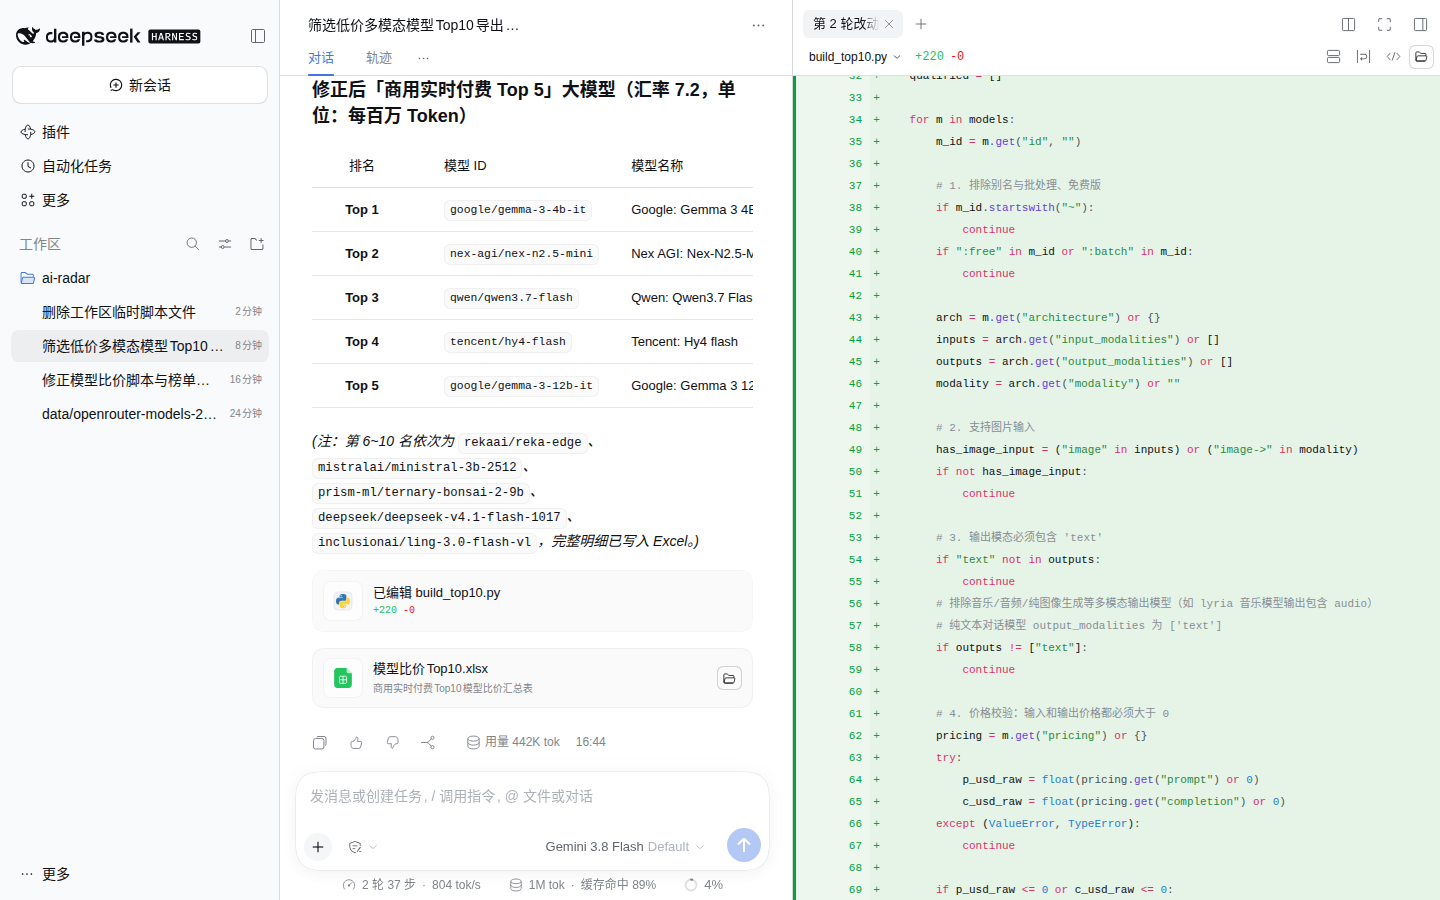 deepseek HARNESS
新会话
插件
自动化任务
更多
工作区
ai-radar
删除工作区临时脚本文件 2分钟
筛选低价多模态模型Top10… 8分钟
修正模型比价脚本与榜单… 16分钟
data/openrouter-models-2… 24分钟
更多
筛选低价多模态模型Top10导出…
对话 轨迹
修正后「商用实时付费 Top 5」大模型（汇率 7.2，单
位：每百万 Token）
排名 模型 ID 模型名称
Top 1 google/gemma-3-4b-it Google: Gemma 3 4B
Top 2 nex-agi/nex-n2.5-mini Nex AGI: Nex-N2.5-M
Top 3 qwen/qwen3.7-flash Qwen: Qwen3.7 Flas
Top 4 tencent/hy4-flash Tencent: Hy4 flash
Top 5 google/gemma-3-12b-it Google: Gemma 3 12
(注：第 6~10 名依次为 rekaai/reka-edge、
mistralai/ministral-3b-2512、
prism-ml/ternary-bonsai-2-9b、
deepseek/deepseek-v4.1-flash-1017、
inclusionai/ling-3.0-flash-vl，完整明细已写入 Excel。)
已编辑 build_top10.py
+220 -0
模型比价Top10.xlsx
商用实时付费Top10模型比价汇总表
用量 442K tok 16:44
发消息或创建任务，/ 调用指令，@ 文件或对话
Gemini 3.8 Flash Default
2 轮 37 步 · 804 tok/s 1M tok · 缓存命中 89% 4%
第 2 轮改动
build_top10.py +220 -0
32 + qualified = []
33 +
34 + for m in models:
35 + m_id = m.get("id", "")
36 +
37 + # 1. 排除别名与批处理、免费版
38 + if m_id.startswith("~"):
39 + continue
40 + if ":free" in m_id or ":batch" in m_id:
41 + continue
42 +
43 + arch = m.get("architecture") or {}
44 + inputs = arch.get("input_modalities") or []
45 + outputs = arch.get("output_modalities") or []
46 + modality = arch.get("modality") or ""
47 +
48 + # 2. 支持图片输入
49 + has_image_input = ("image" in inputs) or ("image->" in modality)
50 + if not has_image_input:
51 + continue
52 +
53 + # 3. 输出模态必须包含 'text'
54 + if "text" not in outputs:
55 + continue
56 + # 排除音乐/音频/纯图像生成等多模态输出模型（如 lyria 音乐模型输出包含 audio）
57 + # 纯文本对话模型 output_modalities 为 ['text']
58 + if outputs != ["text"]:
59 + continue
60 +
61 + # 4. 价格校验：输入和输出价格都必须大于 0
62 + pricing = m.get("pricing") or {}
63 + try:
64 + p_usd_raw = float(pricing.get("prompt") or 0)
65 + c_usd_raw = float(pricing.get("completion") or 0)
66 + except (ValueError, TypeError):
67 + continue
68 +
69 + if p_usd_raw <= 0 or c_usd_raw <= 0: